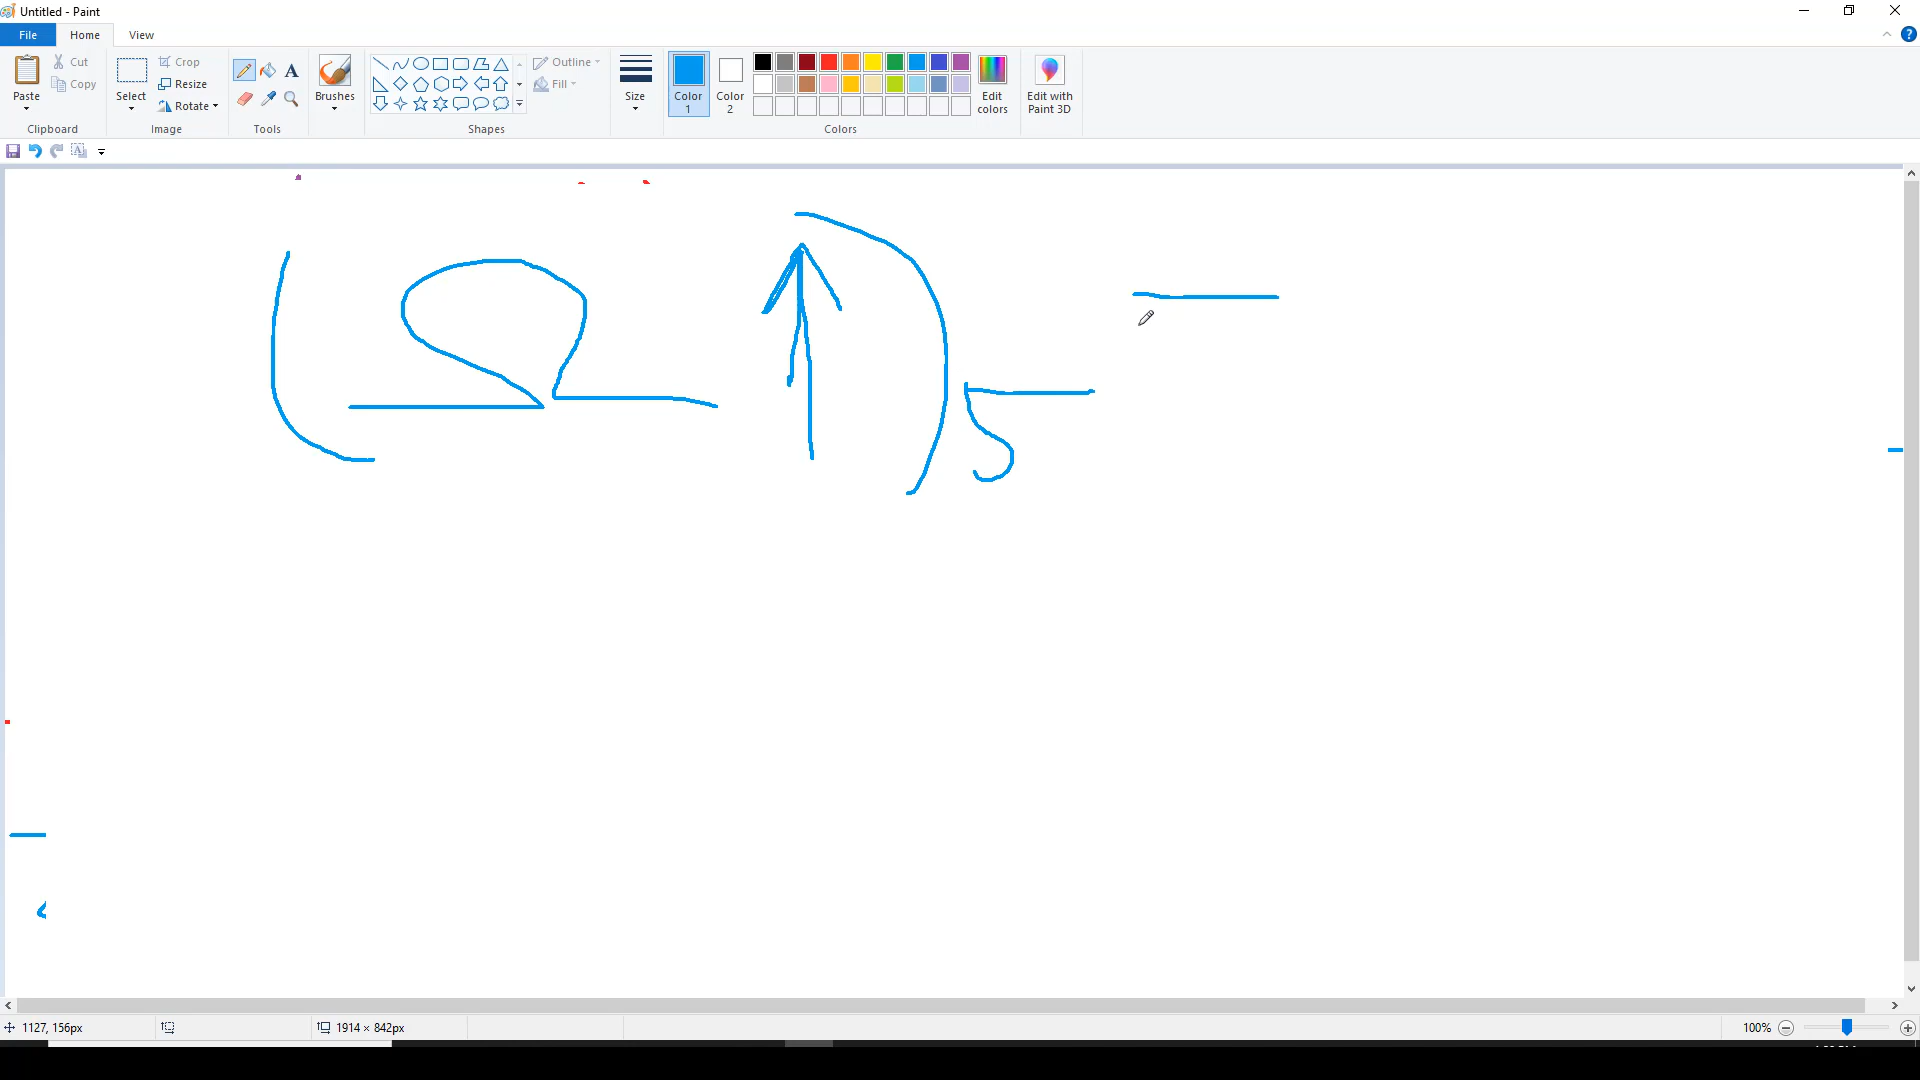 Untitled - Paint
File Home View
Paste Cut Copy Clipboard
Select Crop Resize Rotate Image
Tools
Brushes
Shapes
Outline Fill
Size
Color 1
Color 2
Colors
Edit colors
Edit with Paint 3D
(Ω ↑)5
1127, 156px
1914 × 842px
100%